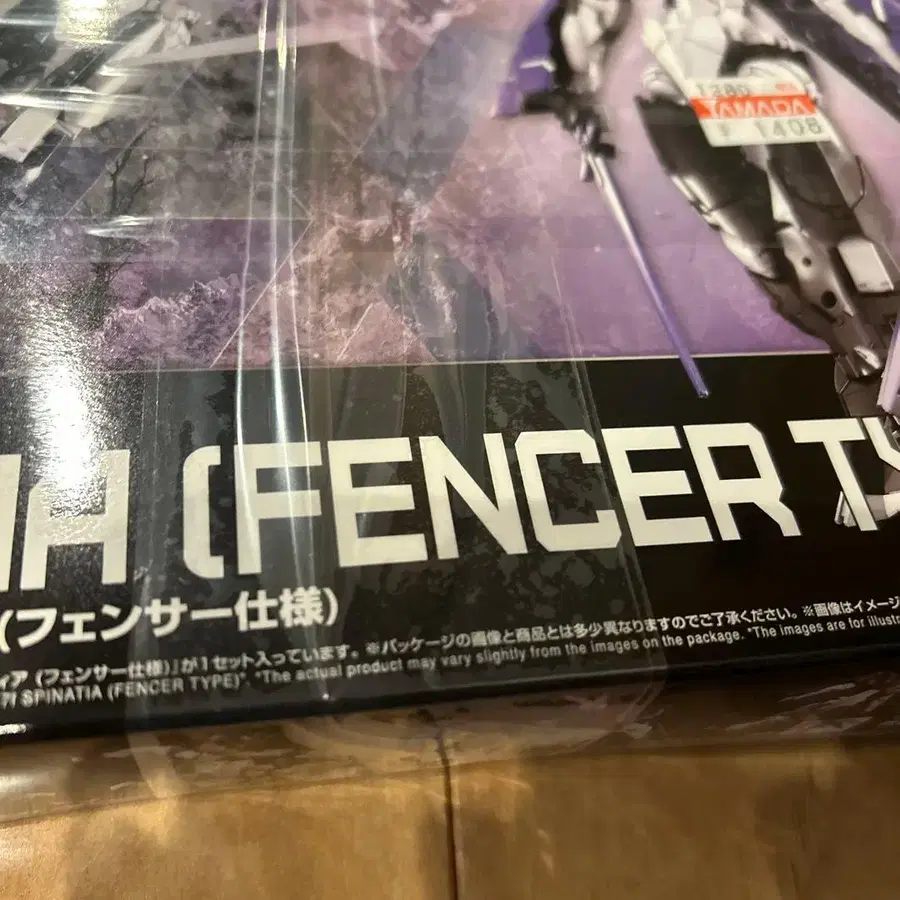 YAMADA
¥ 1408
IA (FENCER TY
(フェンサー仕様)
ィア(フェンサー仕様)」が1セット入っています。※パッケージの画像と商品とは多少異なりますのでご了承ください。※画像はイメージ
SPINATIA (FENCER TYPE)". *The actual product may vary slightly from the images on the package. *The images are for illustr